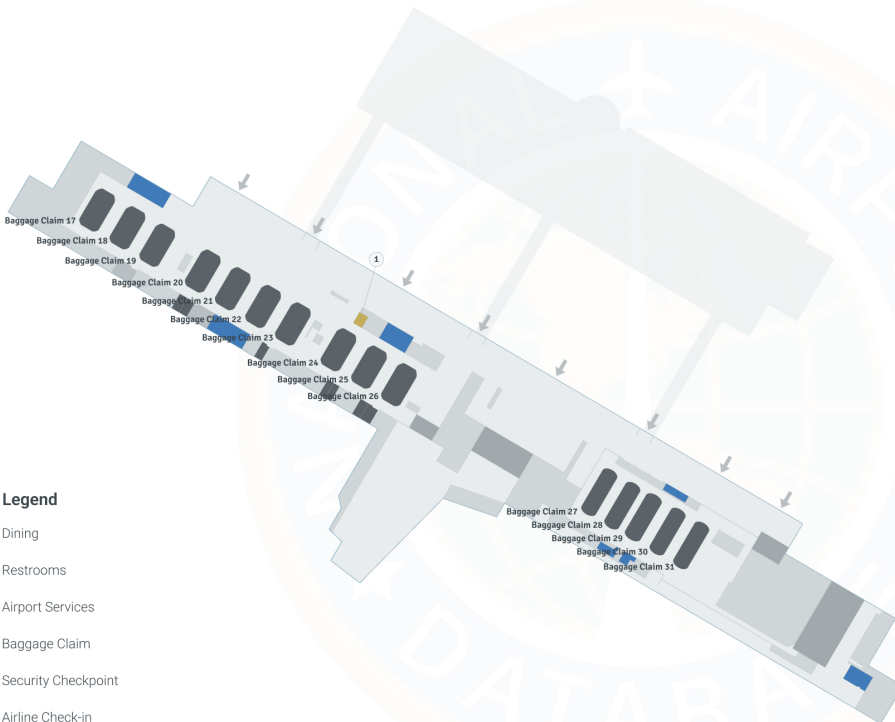 1
Baggage Claim 17
Baggage Claim 18
Baggage Claim 19
Baggage Claim 20
Baggage Claim 21
Baggage Claim 22
Baggage Claim 23
Baggage Claim 24
Baggage Claim 25
Baggage Claim 26
Baggage Claim 27
Baggage Claim 28
Baggage Claim 29
Baggage Claim 30
Baggage Claim 31
Legend
Dining
Restrooms
Airport Services
Baggage Claim
Security Checkpoint
Airline Check-in